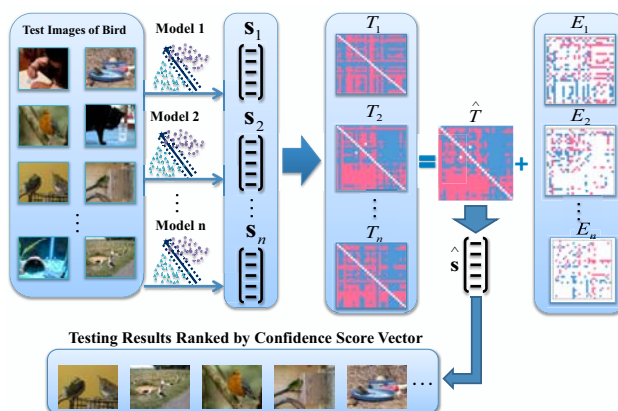 Test Images of Bird
Model 1
Model 2
Model n
s1
s2
sn
T1
T2
Tn
=
T̂
+
E1
E2
En
ŝ
Testing Results Ranked by Confidence Score Vector